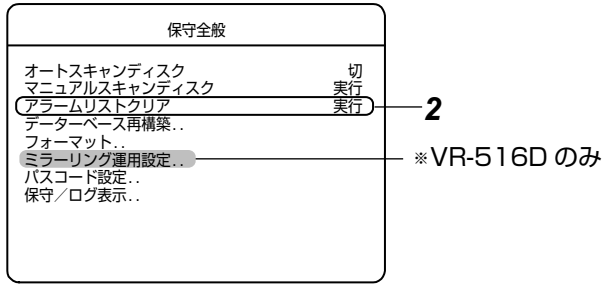 保守全般
オートスキャンディスク 切
マニュアルスキャンディスク 実行
アラームリストクリア 実行 2
データーベース再構築..
フォーマット..
ミラーリング運用設定.. ※VR-516D のみ
パスコード設定..
保守／ログ表示..